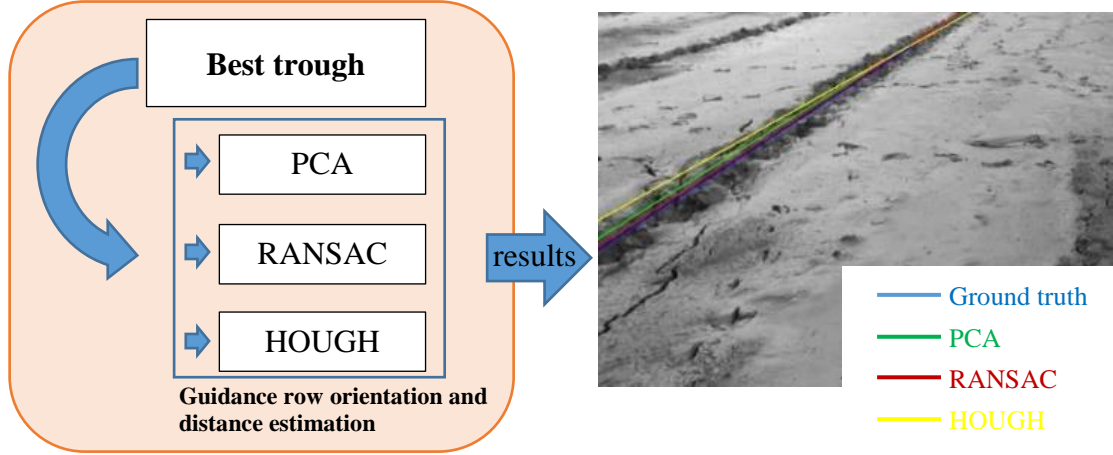 Best trough
PCA
RANSAC
HOUGH
Guidance row orientation and
distance estimation
results
Ground truth
PCA
RANSAC
HOUGH